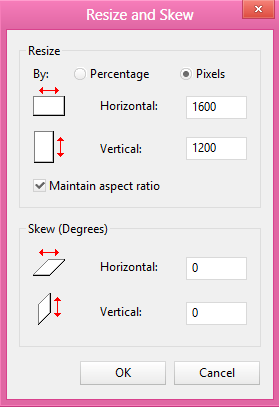 Resize and Skew
Resize
By: Percentage Pixels
Horizontal: 1600
Vertical: 1200
Maintain aspect ratio
Skew (Degrees)
Horizontal: 0
Vertical: 0
OK Cancel